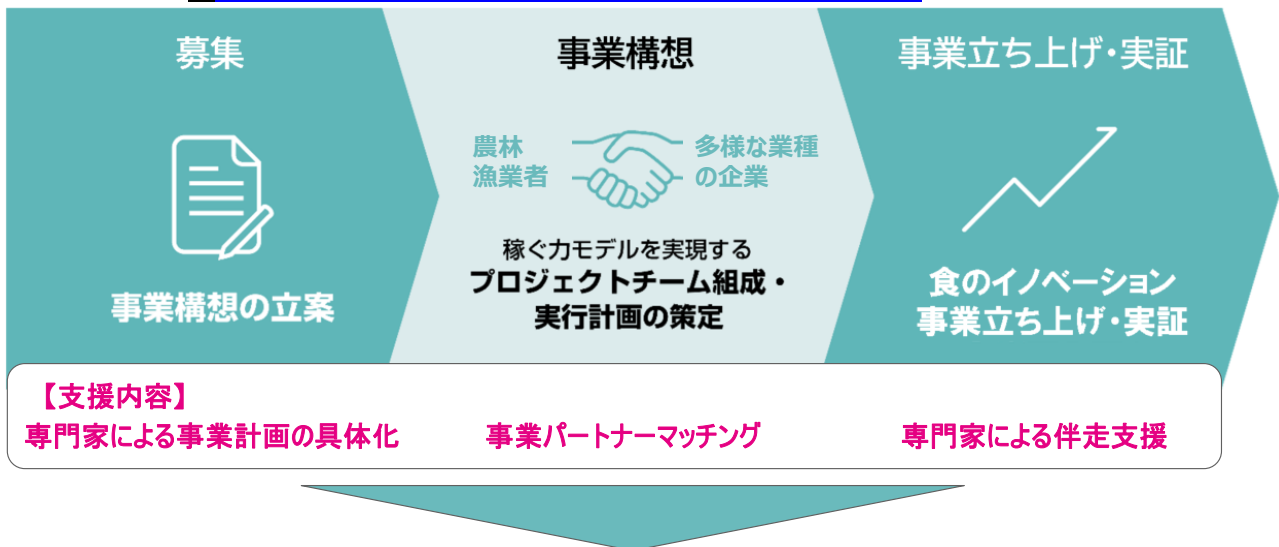 募集
事業構想の立案
事業構想
農林
漁業者
多様な業種
の企業
稼ぐ力モデルを実現する
プロジェクトチーム組成・
実行計画の策定
事業立ち上げ・実証
食のイノベーション
事業立ち上げ・実証
【支援内容】
専門家による事業計画の具体化
事業パートナーマッチング
専門家による伴走支援